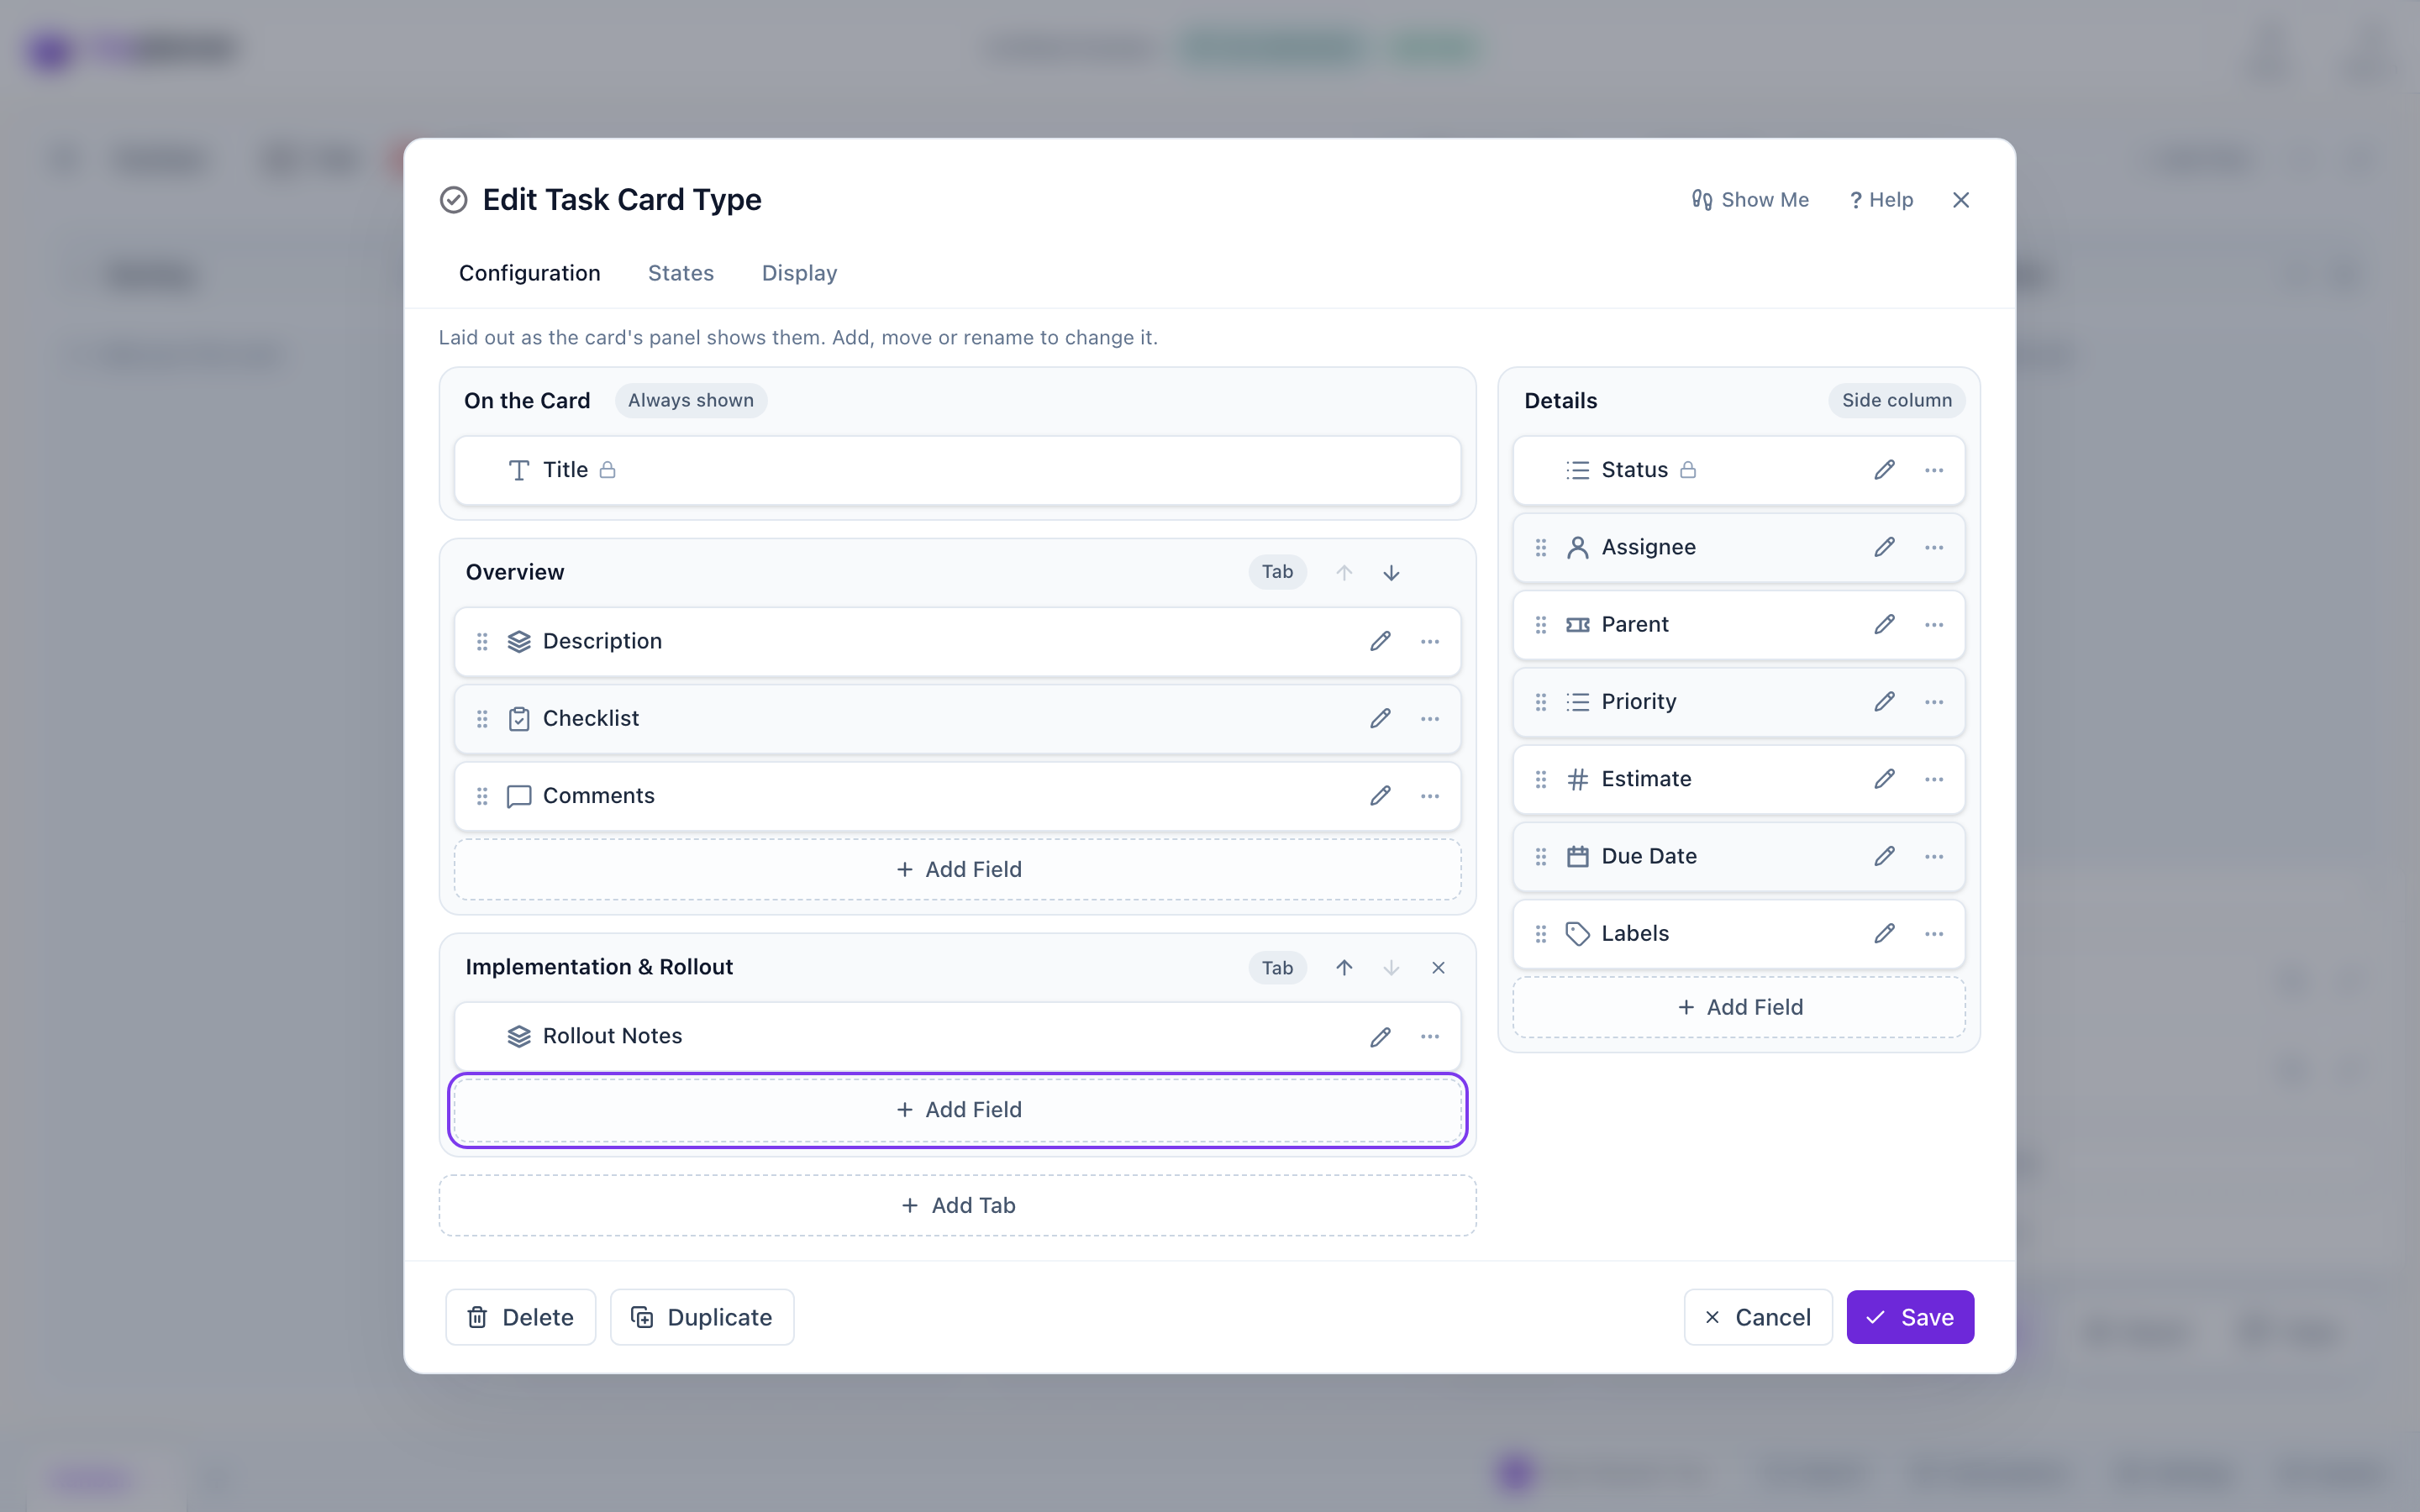 Edit Task Card Type
Show Me
? Help
Configuration
States
Display
Laid out as the card's panel shows them. Add, move or rename to change it.
On the Card
Always shown
Title
Overview
Tab
Description
Checklist
Comments
+ Add Field
Implementation & Rollout
Tab
Rollout Notes
+ Add Field
+ Add Tab
Details
Side column
Status
Assignee
Parent
Priority
Estimate
Due Date
Labels
+ Add Field
Delete
Duplicate
Cancel
Save